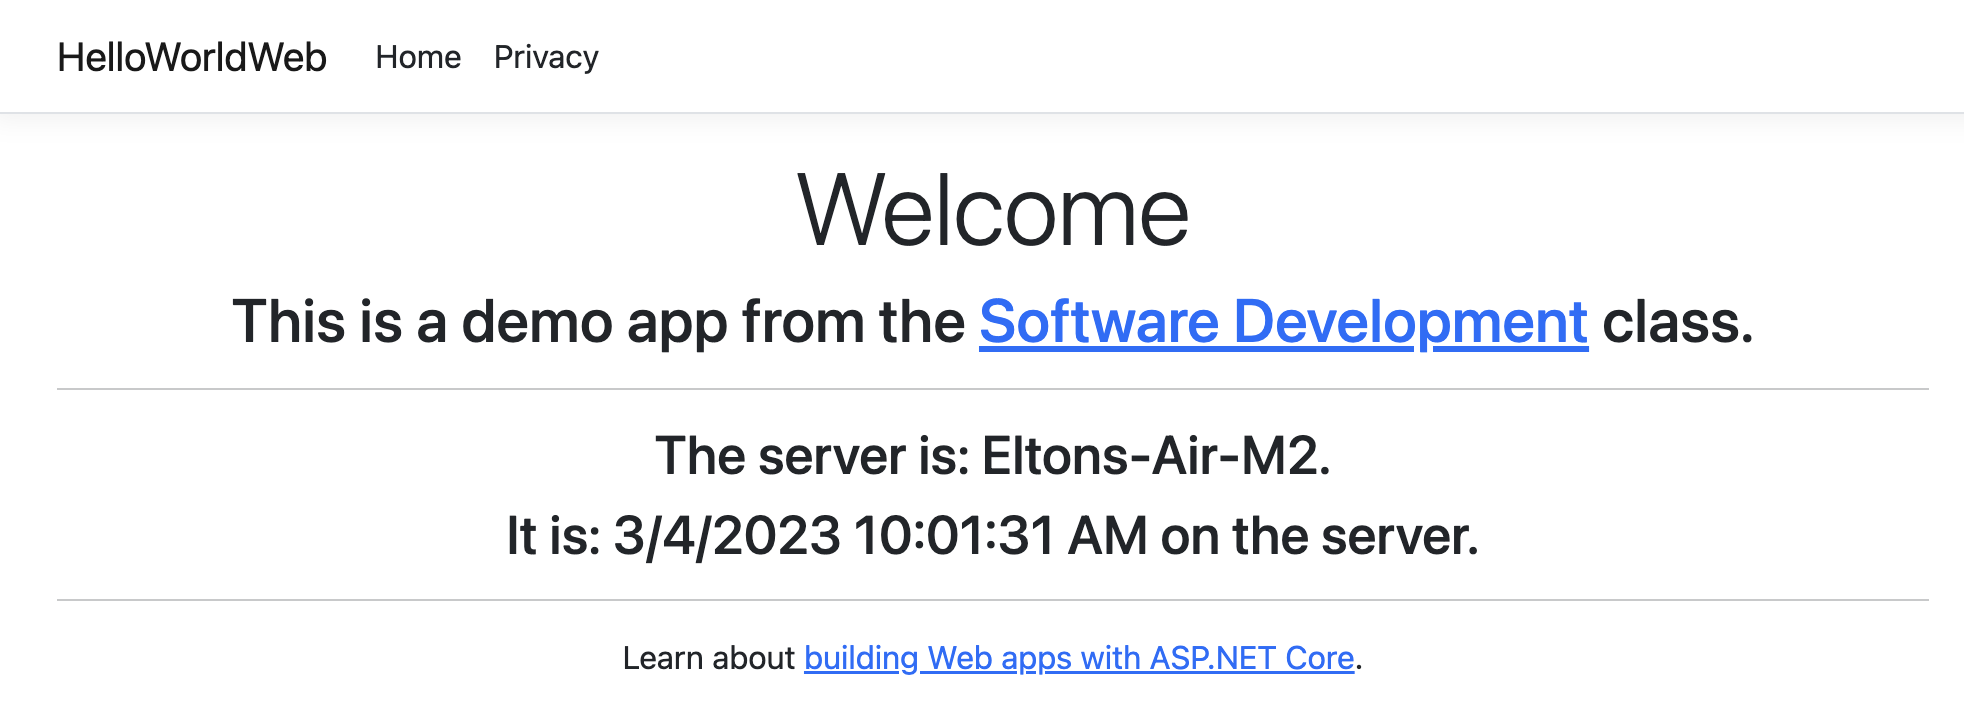 HelloWorldWeb Home Privacy
Welcome
This is a demo app from the Software Development class.
The server is: Eltons-Air-M2.
It is: 3/4/2023 10:01:31 AM on the server.
Learn about building Web apps with ASP.NET Core.